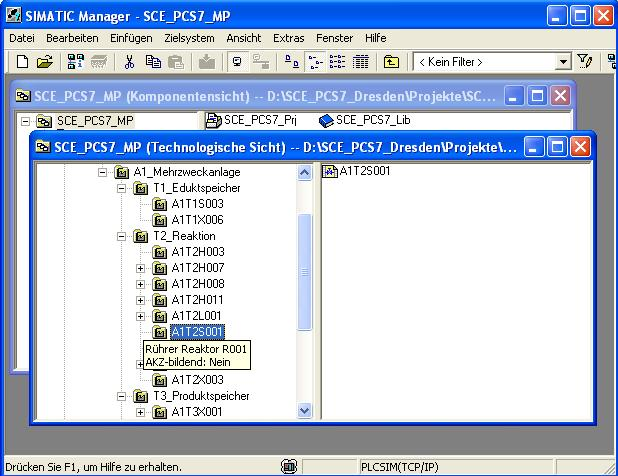 SIMATIC Manager - SCE_PCS7_MP
Datei Bearbeiten Einfügen Zielsystem Ansicht Extras Fenster Hilfe
< Kein Filter >
SCE_PCS7_MP (Komponentensicht) -- D:\SCE_PCS7_Dresden\Projekte\SC...
SCE_PCS7_MP SCE_PCS7_Prj SCE_PCS7_Lib
SCE_PCS7_MP (Technologische Sicht) -- D:\SCE_PCS7_Dresden\Projekte\...
A1_Mehrzweckanlage A1T2S001
T1_Eduktspeicher
A1T1S003
A1T1X006
T2_Reaktion
A1T2H003
A1T2H007
A1T2H008
A1T2H011
A1T2L001
A1T2S001
Rührer Reaktor R001
AKZ-bildend: Nein
A1T2X003
T3_Produktspeicher
A1T3X001
Drücken Sie F1, um Hilfe zu erhalten. PLCSIM(TCP/IP)